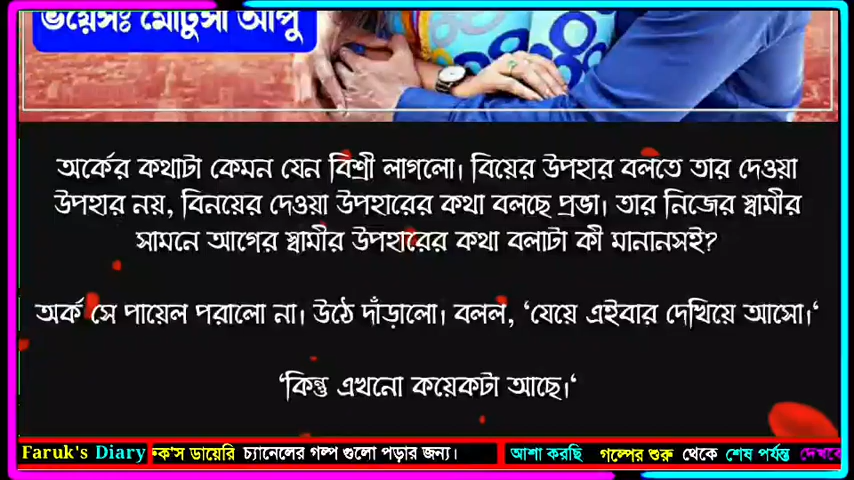 ভয়েসঃ মোটুসী আপু
অর্কের কথাটা কেমন যেন বিশ্রী লাগলো। বিয়ের উপহার বলতে তার দেওয়া
উপহার নয়, বিনয়ের দেওয়া উপহারের কথা বলছে প্রভা। তার নিজের স্বামীর
সামনে আগের স্বামীর উপহারের কথা বলাটা কী মানানসই?
অর্ক সে পায়েল পরালো না। উঠে দাঁড়ালো। বলল, ‘যেয়ে এইবার দেখিয়ে আসো।‘
‘কিন্তু এখনো কয়েকটা আছে।‘
Faruk's Diary রুক'স ডায়েরি চ্যানেলের গল্প গুলো পড়ার জন্য। আশা করছি গল্পের শুরু থেকে শেষ পর্যন্ত দেখবে